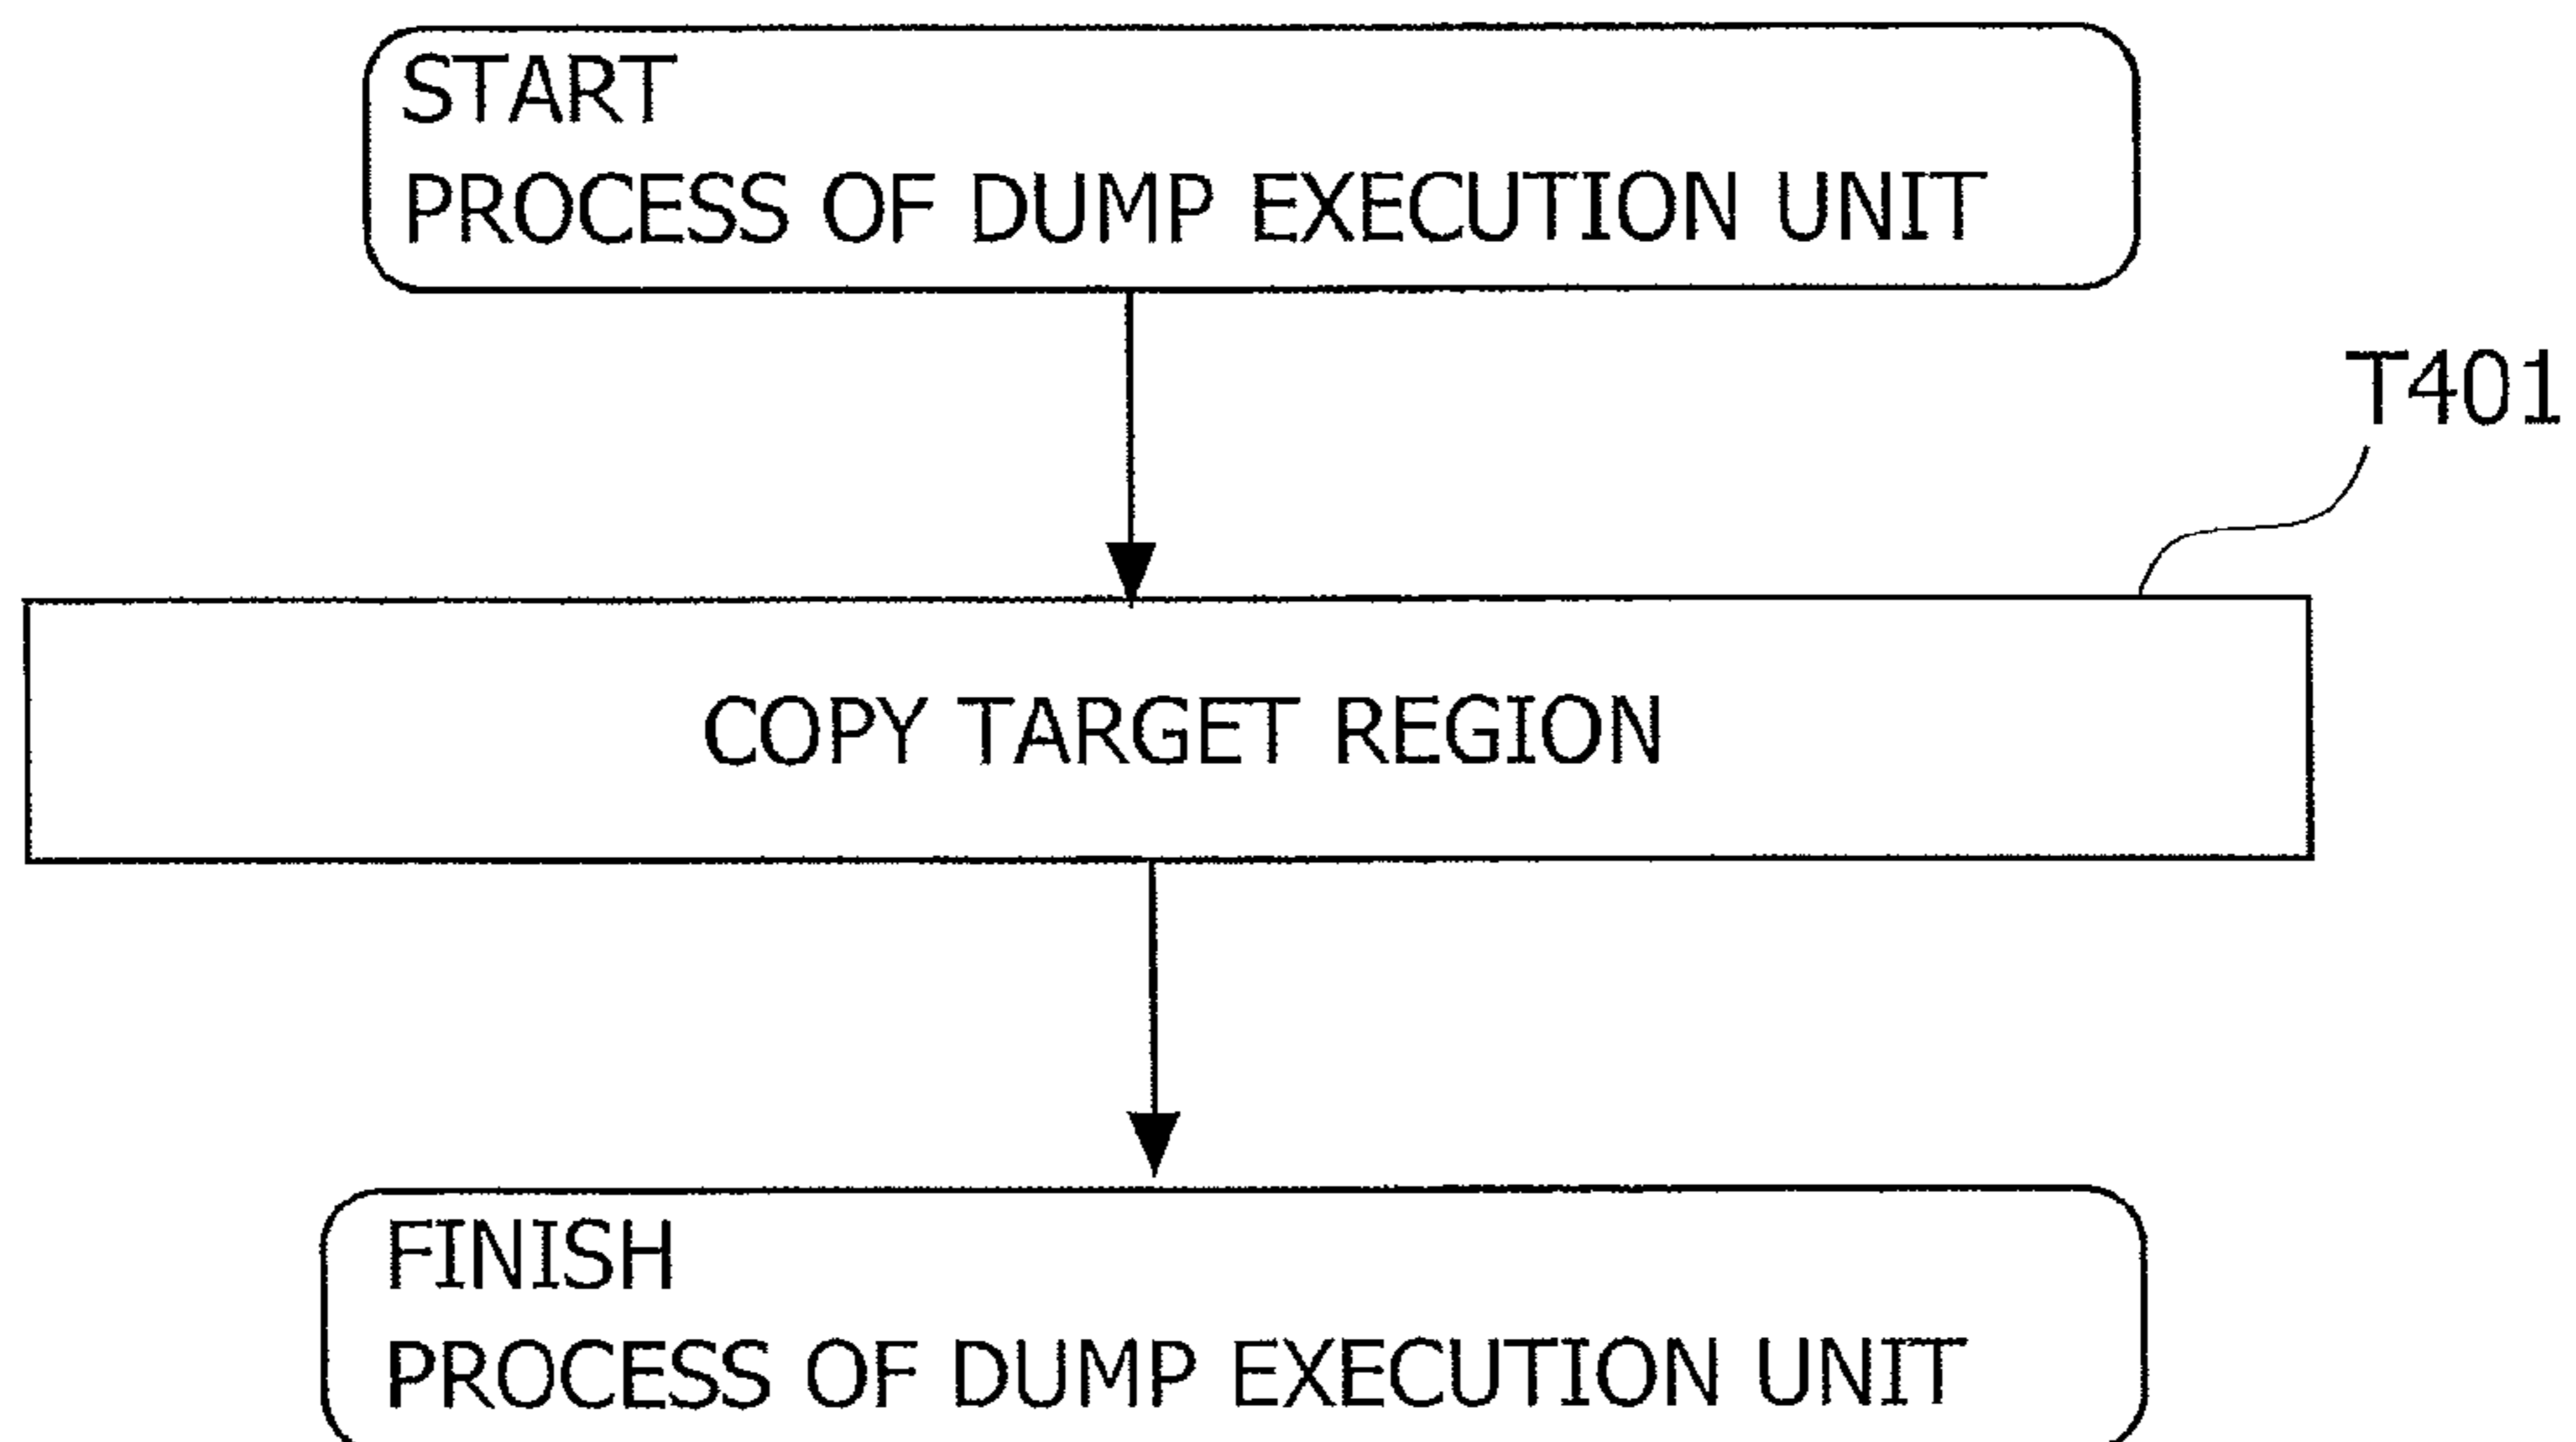 START
PROCESS OF DUMP EXECUTION UNIT
T401
COPY TARGET REGION
FINISH
PROCESS OF DUMP EXECUTION UNIT